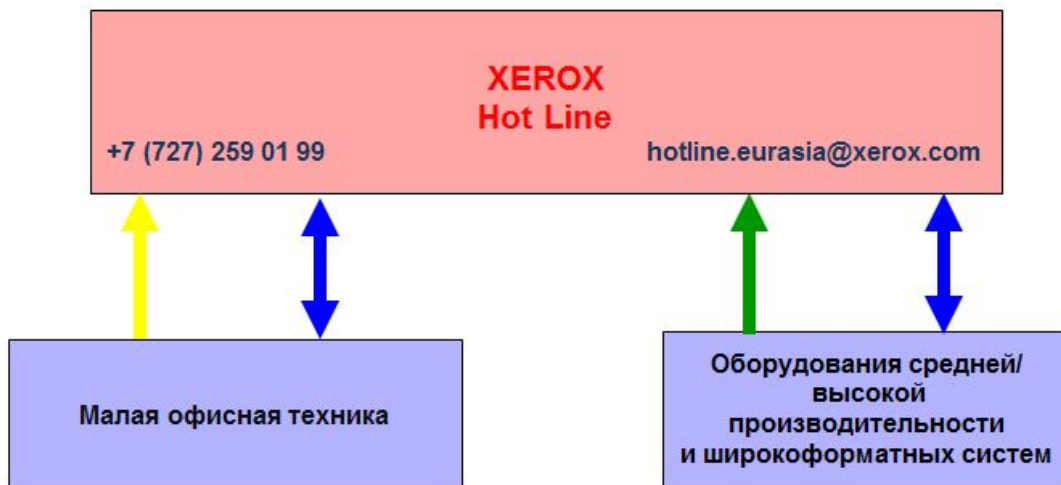 XEROX
Hot Line
+7 (727) 259 01 99
hotline.eurasia@xerox.com
Малая офисная техника
Оборудования средней/
высокой
производительности
и широкоформатных систем